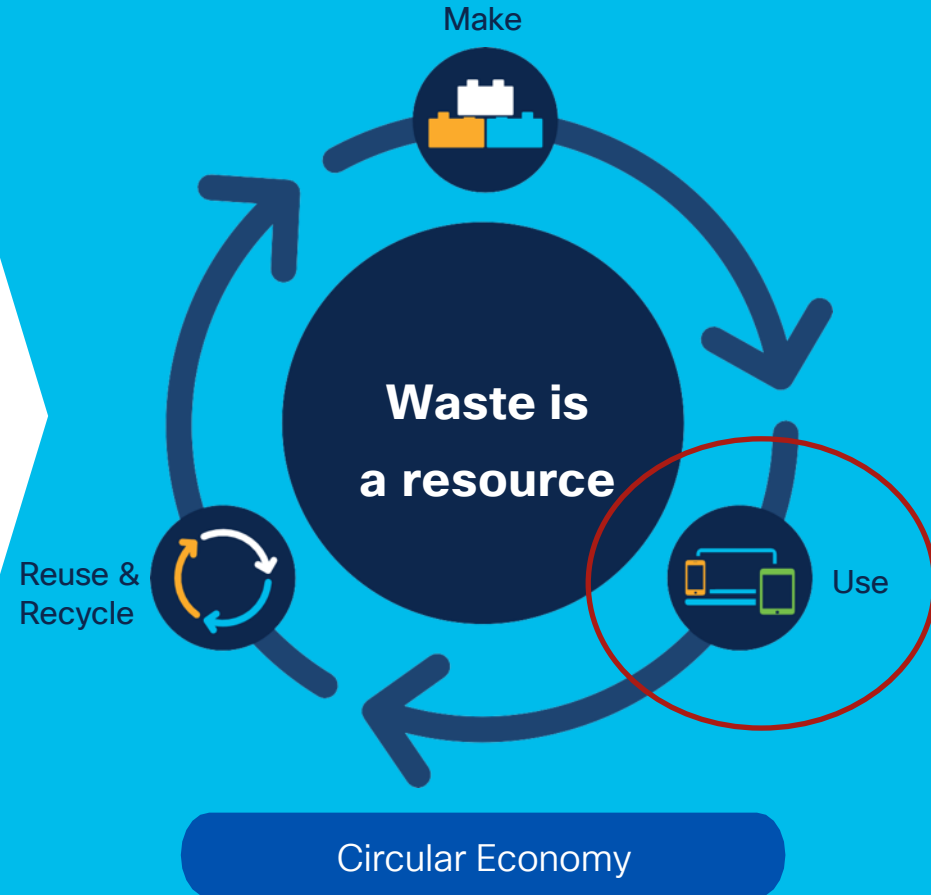 Make
Waste is
a resource
Reuse &
Recycle
Use
Circular Economy